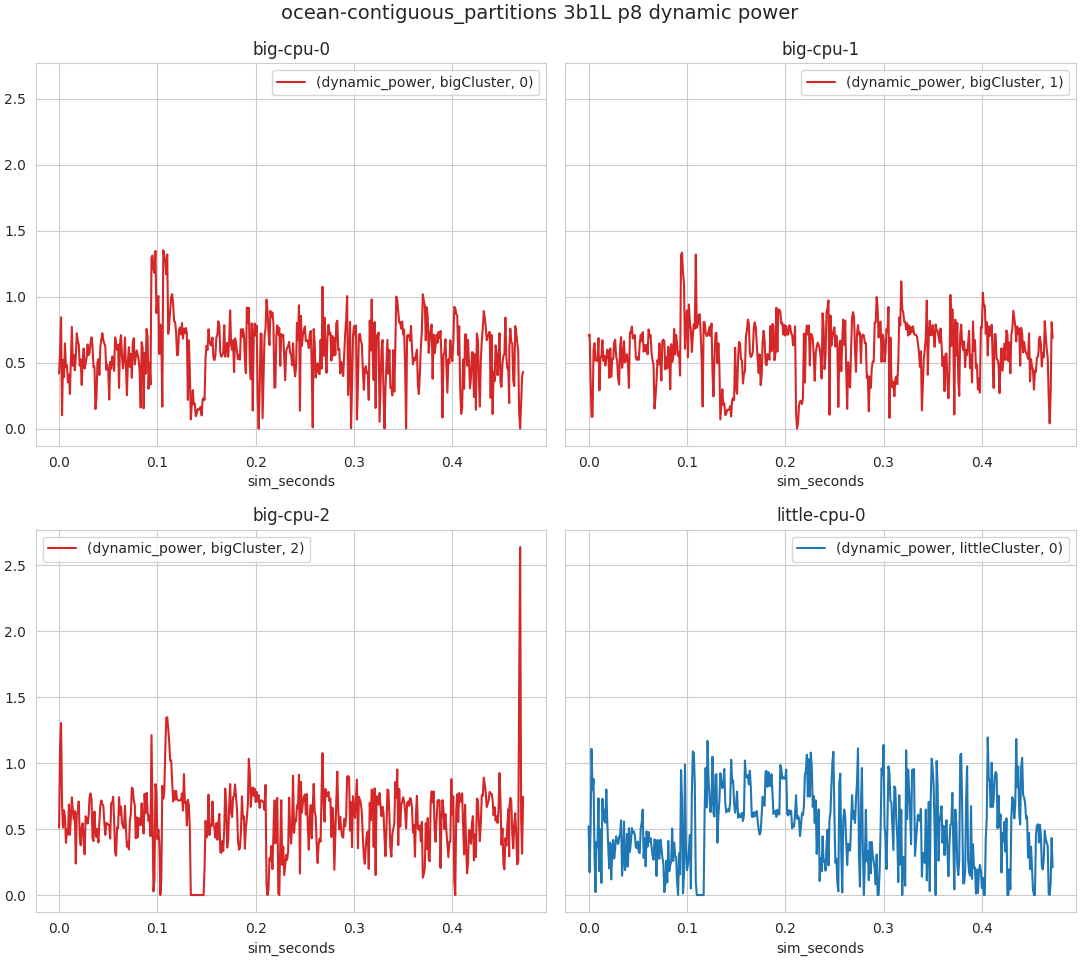 ocean-contiguous_partitions 3b1L p8 dynamic power
big-cpu-0
(dynamic_power, bigCluster, 0)
2.5
2.0
1.5
1.0
0.5
0.0
0.0 0.1 0.2 0.3 0.4
sim_seconds
big-cpu-1
(dynamic_power, bigCluster, 1)
0.0 0.1 0.2 0.3 0.4
sim_seconds
big-cpu-2
(dynamic_power, bigCluster, 2)
2.5
2.0
1.5
1.0
0.5
0.0
0.0 0.1 0.2 0.3 0.4
sim_seconds
little-cpu-0
(dynamic_power, littleCluster, 0)
0.0 0.1 0.2 0.3 0.4
sim_seconds